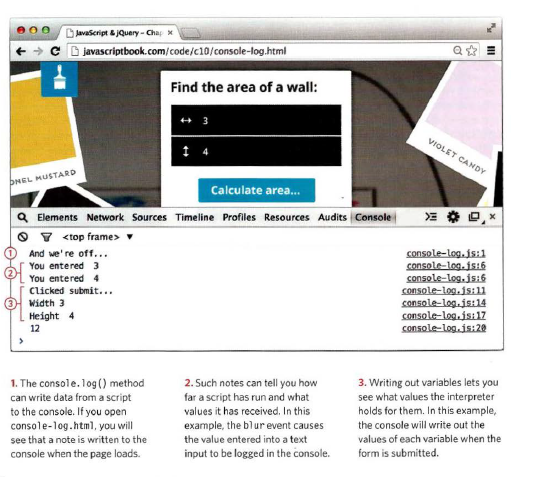 JavaScript & jQuery – Cha
javascriptbook.com/code/c10/console-log.html
Find the area of a wall:
3
4
Calculate area...
ONEL MUSTARD
VIOLET CANDY
Elements Network Sources Timeline Profiles Resources Audits Console
<top frame>
1 And we're off... console-log.js:1
2 You entered 3 console-log.js:6
You entered 4 console-log.js:6
3 Clicked submit... console-log.js:11
Width 3 console-log.js:14
Height 4 console-log.js:17
12 console-log.js:20
>
1. The console.log() method
can write data from a script
to the console. If you open
console-log.html, you will
see that a note is written to the
console when the page loads.
2. Such notes can tell you how
far a script has run and what
values it has received. In this
example, the blur event causes
the value entered into a text
input to be logged in the console.
3. Writing out variables lets you
see what values the interpreter
holds for them. In this example,
the console will write out the
values of each variable when the
form is submitted.